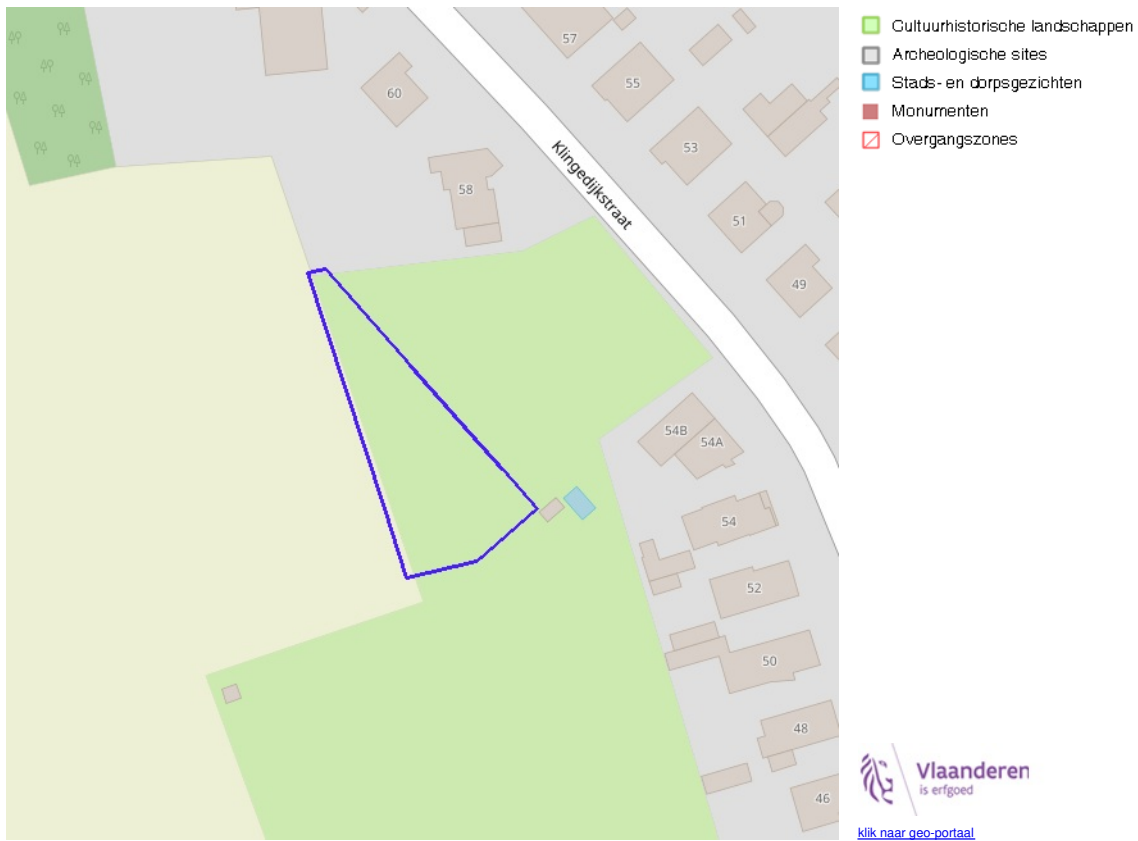 57
55
60
53
58
Klingedijkstraat
51
49
54B
54A
54
52
50
48
46
Cultuurhistorische landschappen
Archeologische sites
Stads- en dorpsgezichten
Monumenten
Overgangszones
Vlaanderen
is erfgoed
klik naar geo-portaal